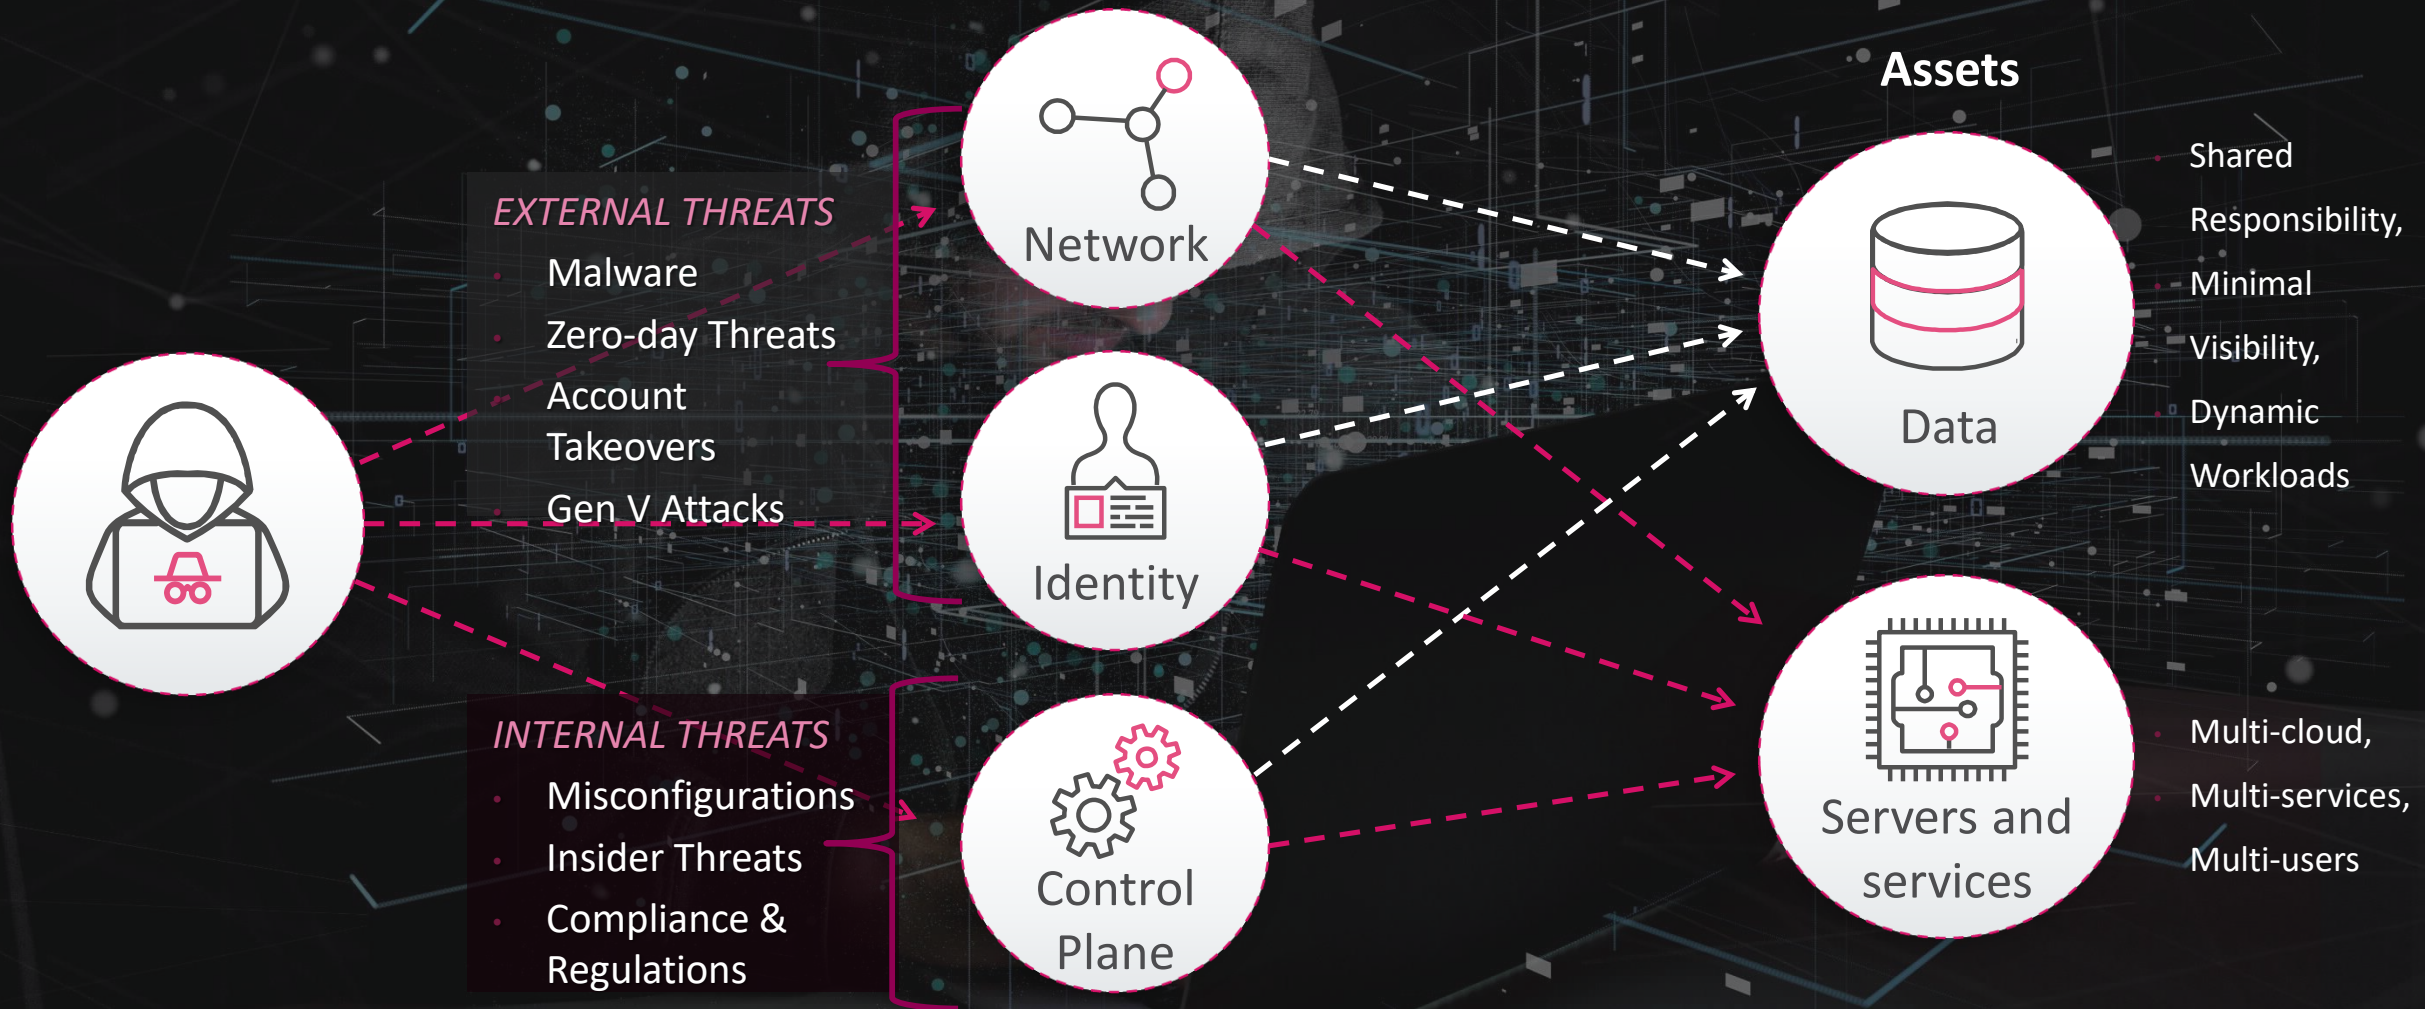 EXTERNAL THREATS
Malware
Zero-day Threats
Account
Takeovers
Gen V Attacks
INTERNAL THREATS
Misconfigurations
Insider Threats
Compliance &
Regulations
Network
Identity
Control
Plane
Assets
Data
Servers and
services
Shared
Responsibility,
Minimal
Visibility,
Dynamic
Workloads
Multi-cloud,
Multi-services,
Multi-users